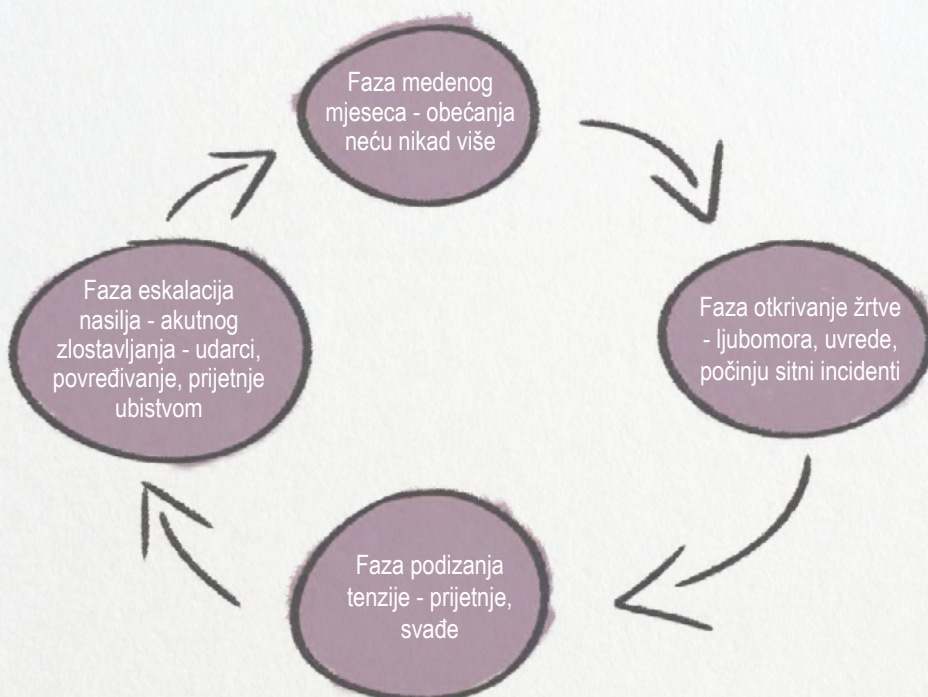 Faza medenog
mjeseca - obećanja
neću nikad više
Faza otkrivanje žrtve
- ljubomora, uvrede,
počinju sitni incidenti
Faza podizanja
tenzije - prijetnje,
svađe
Faza eskalacija
nasilja - akutnog
zlostavljanja - udarci,
povređivanje, prijetnje
ubistvom